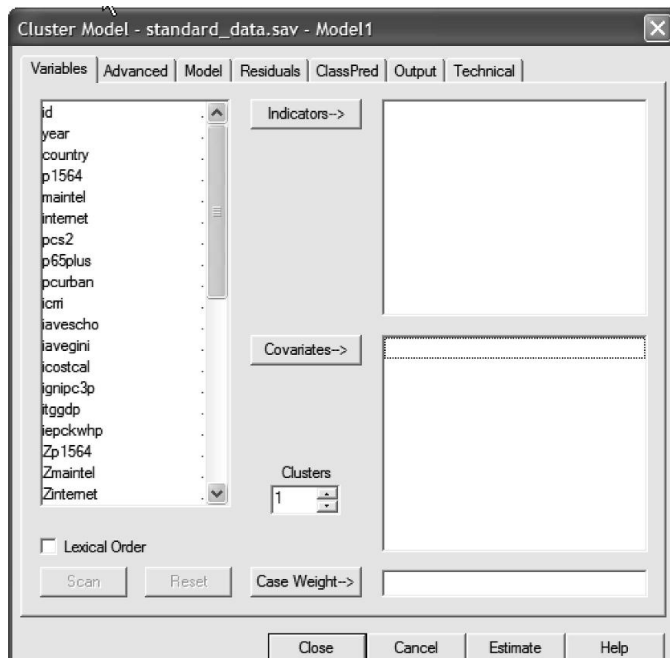 Cluster Model - standard_data.sav - Model1
Variables Advanced Model Residuals ClassPred Output Technical
id .
year .
country .
p1564 .
maintel .
internet .
pcs2 .
p65plus .
pcurban .
icrri .
iavescho .
iavegini .
icostcal .
ignipc3p .
itggdp .
iepckwhp .
Zp1564 .
Zmaintel .
Zinternet .
Indicators-->
Covariates-->
Clusters
1
Lexical Order
Scan Reset Case Weight-->
Close Cancel Estimate Help